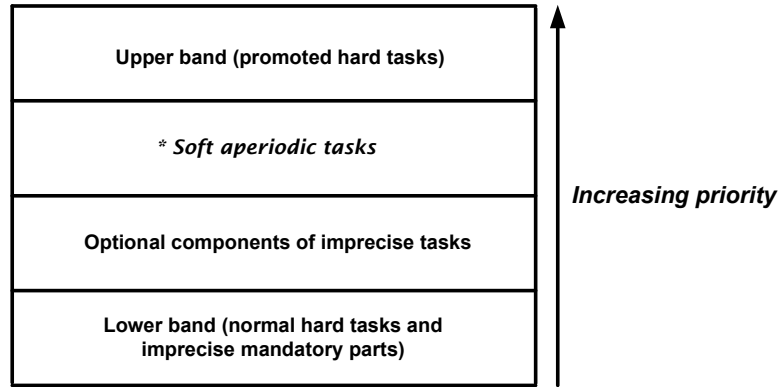 Upper band (promoted hard tasks)
* Soft aperiodic tasks
Increasing priority
Optional components of imprecise tasks
Lower band (normal hard tasks and
imprecise mandatory parts)